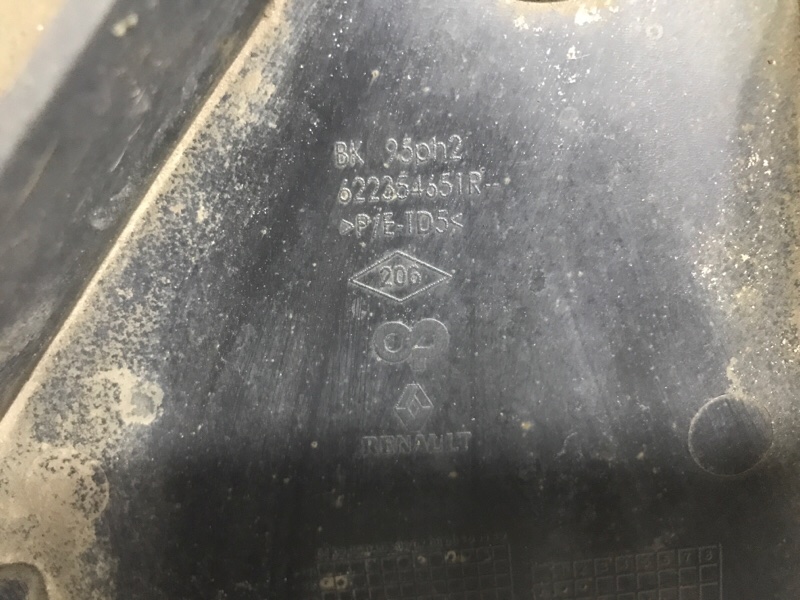 BK 95ph2
622354651R--
>P/E-TD5<
206
RENAULT